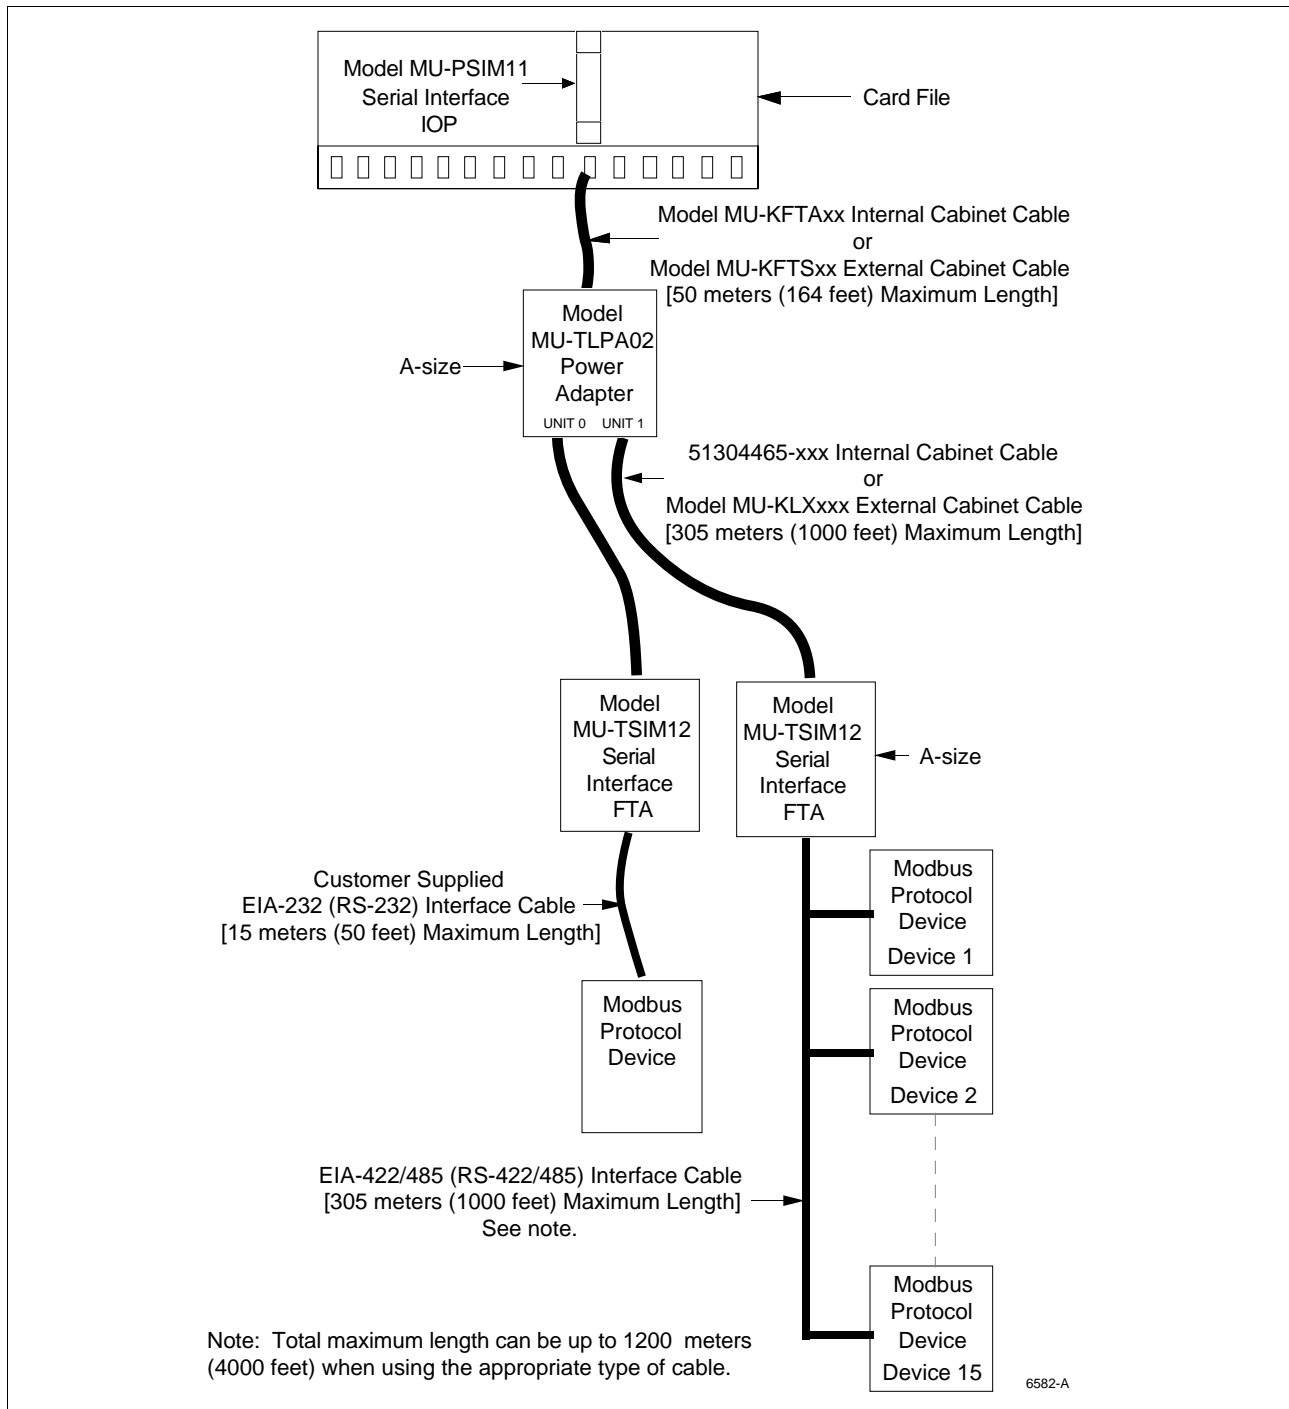 Model MU-PSIM11
Serial Interface
IOP
Card File
Model MU-KFTAxx Internal Cabinet Cable
or
Model MU-KFTSxx External Cabinet Cable
[50 meters (164 feet) Maximum Length]
Model
MU-TLPA02
Power
Adapter
UNIT 0 UNIT 1
A-size
51304465-xxx Internal Cabinet Cable
or
Model MU-KLXxxx External Cabinet Cable
[305 meters (1000 feet) Maximum Length]
Model
MU-TSIM12
Serial
Interface
FTA
Model
MU-TSIM12
Serial
Interface
FTA
A-size
Customer Supplied
EIA-232 (RS-232) Interface Cable
[15 meters (50 feet) Maximum Length]
Modbus
Protocol
Device
Modbus
Protocol
Device
Device 1
Modbus
Protocol
Device
Device 2
EIA-422/485 (RS-422/485) Interface Cable
[305 meters (1000 feet) Maximum Length]
See note.
Modbus
Protocol
Device
Device 15
Note: Total maximum length can be up to 1200 meters
(4000 feet) when using the appropriate type of cable.
6582-A